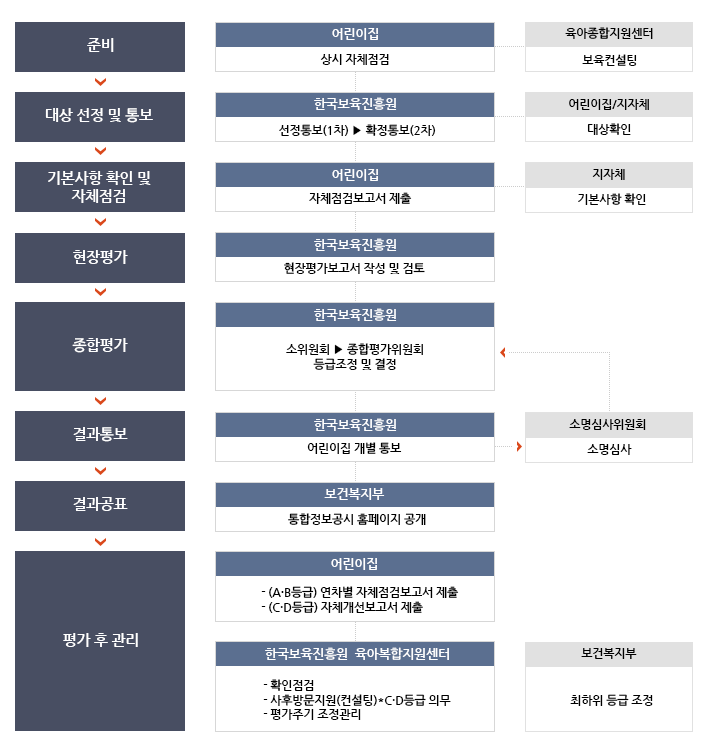 준비
어린이집
상시 자체점검
육아종합지원센터
보육컨설팅
대상 선정 및 통보
한국보육진흥원
선정통보(1차) ▶ 확정통보(2차)
어린이집/지자체
대상확인
기본사항 확인 및
자체점검
어린이집
자체점검보고서 제출
지자체
기본사항 확인
현장평가
한국보육진흥원
현장평가보고서 작성 및 검토
종합평가
한국보육진흥원
소위원회 ▶ 종합평가위원회
등급조정 및 결정
결과통보
한국보육진흥원
어린이집 개별 통보
소명심사위원회
소명심사
결과공표
보건복지부
통합정보공시 홈페이지 공개
평가 후 관리
어린이집
- (A·B등급) 연차별 자체점검보고서 제출
- (C·D등급) 자체개선보고서 제출
한국보육진흥원 육아복합지원센터
- 확인점검
- 사후방문지원(컨설팅)*C·D등급 의무
- 평가주기 조정관리
보건복지부
최하위 등급 조정